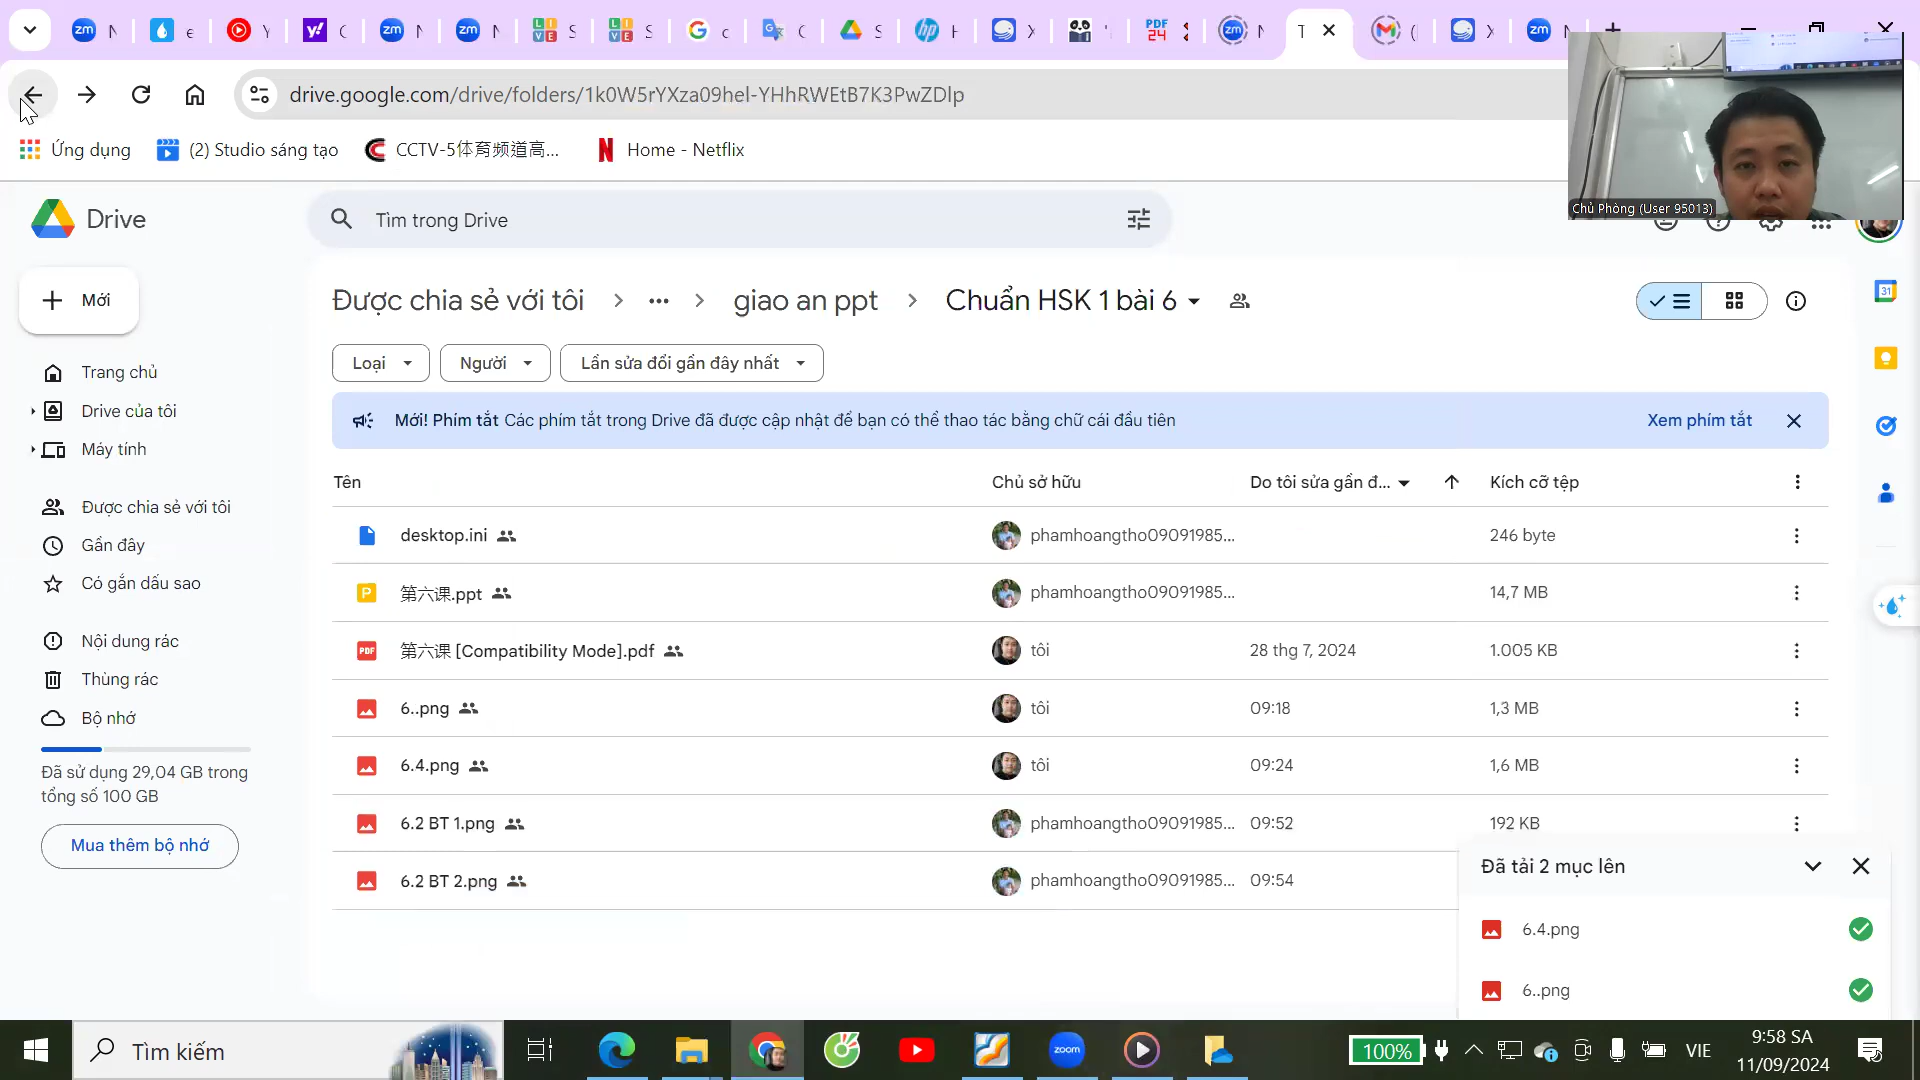 drive.google.com/drive/folders/1k0W5rYXza09hel-YHhRWEtB7K3PwZDlp
Ứng dụng
(2) Studio sáng tạo
CCTV-5体育频道高...
Home - Netflix
Chủ Phòng (User 95013)
Drive
Tìm trong Drive
Mới
Được chia sẻ với tôi > ... > giao an ppt > Chuẩn HSK 1 bài 6
Loại
Người
Lần sửa đổi gần đây nhất
Trang chủ
Drive của tôi
Máy tính
Được chia sẻ với tôi
Gần đây
Có gắn dấu sao
Nội dung rác
Thùng rác
Bộ nhớ
Đã sử dụng 29,04 GB trong
tổng số 100 GB
Mua thêm bộ nhớ
Mới! Phím tắt Các phím tắt trong Drive đã được cập nhật để bạn có thể thao tác bằng chữ cái đầu tiên
Xem phím tắt
Tên Chủ sở hữu Do tôi sửa gần đ... Kích cỡ tệp
desktop.ini phamhoangtho09091985... 246 byte
第六课.ppt phamhoangtho09091985... 14,7 MB
第六课 [Compatibility Mode].pdf tôi 28 thg 7, 2024 1.005 KB
6..png tôi 09:18 1,3 MB
6.4.png tôi 09:24 1,6 MB
6.2 BT 1.png phamhoangtho09091985... 09:52 192 KB
6.2 BT 2.png phamhoangtho09091985... 09:54
Đã tải 2 mục lên
6.4.png
6..png
Tìm kiếm
zoom
100%
VIE
9:58 SA
11/09/2024